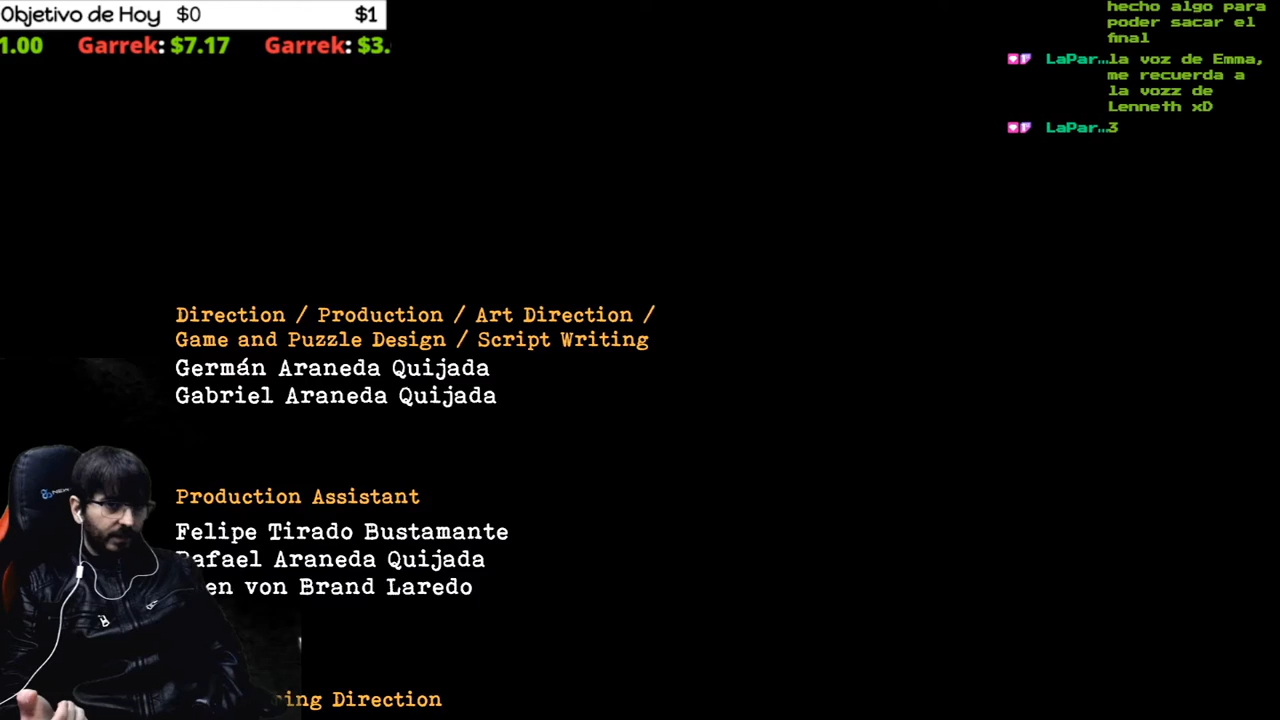 Objetivo de Hoy $0 $1
1.00 Garrek: $7.17 Garrek: $3.
hecho algo para
poder sacar el
final
LaPar...la voz de Emma,
me recuerda a
la vozz de
Lenneth xD
LaPar...3
Direction / Production / Art Direction /
Game and Puzzle Design / Script Writing
Germán Araneda Quijada
Gabriel Araneda Quijada
Production Assistant
Felipe Tirado Bustamante
Rafael Araneda Quijada
von Brand Laredo
Direction